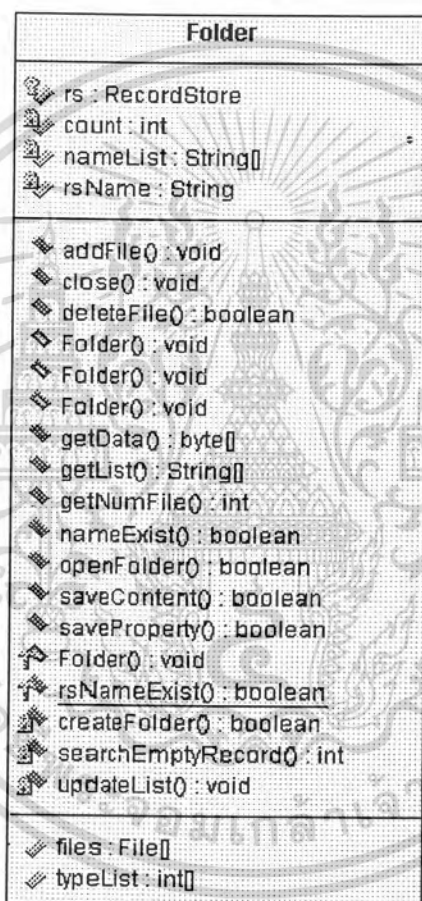 Folder
rs : RecordStore
count : int
nameList : String[]
rsName : String
addFile() : void
close() : void
deleteFile() : boolean
Folder() : void
Folder() : void
Folder() : void
getData() : byte[]
getList() : String[]
getNumFile() : int
nameExist() : boolean
openFolder() : boolean
saveContent() : boolean
saveProperty() : boolean
Folder() : void
rsNameExist() : boolean
createFolder() : boolean
searchEmptyRecord() : int
updateList() : void
files : File[]
typeList : int[]